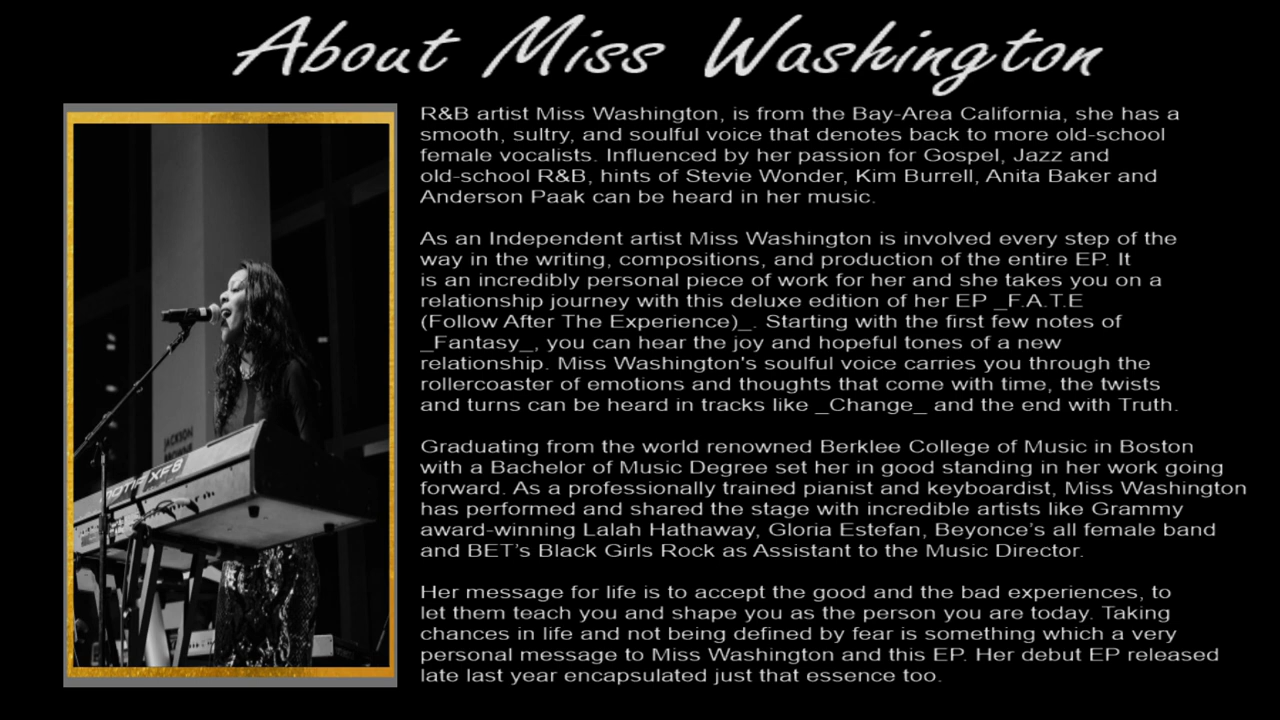 About Miss Washington
R&B artist Miss Washington, is from the Bay-Area California, she has a
smooth, sultry, and soulful voice that denotes back to more old-school
female vocalists. Influenced by her passion for Gospel, Jazz and
old-school R&B, hints of Stevie Wonder, Kim Burrell, Anita Baker and
Anderson Paak can be heard in her music.
As an Independent artist Miss Washington is involved every step of the
way in the writing, compositions, and production of the entire EP. It
is an incredibly personal piece of work for her and she takes you on a
relationship journey with this deluxe edition of her EP _F.A.T.E
(Follow After The Experience)_. Starting with the first few notes of
_Fantasy_, you can hear the joy and hopeful tones of a new
relationship. Miss Washington's soulful voice carries you through the
rollercoaster of emotions and thoughts that come with time, the twists
and turns can be heard in tracks like _Change_ and the end with Truth.
Graduating from the world renowned Berklee College of Music in Boston
with a Bachelor of Music Degree set her in good standing in her work going
forward. As a professionally trained pianist and keyboardist, Miss Washington
has performed and shared the stage with incredible artists like Grammy
award-winning Lalah Hathaway, Gloria Estefan, Beyonce’s all female band
and BET’s Black Girls Rock as Assistant to the Music Director.
Her message for life is to accept the good and the bad experiences, to
let them teach you and shape you as the person you are today. Taking
chances in life and not being defined by fear is something which a very
personal message to Miss Washington and this EP. Her debut EP released
late last year encapsulated just that essence too.
JACKSON
XF8